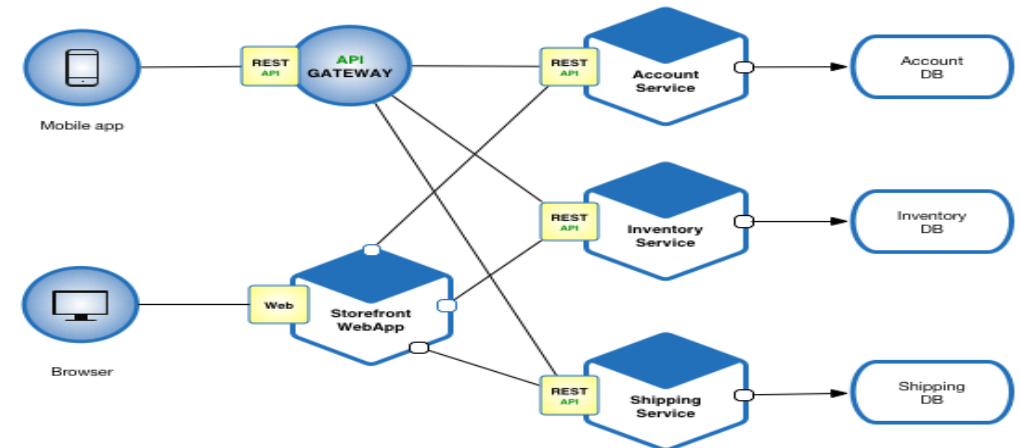 Mobile app
REST
API
API
GATEWAY
REST
API
Account
Service
Account
DB
REST
API
Inventory
Service
Inventory
DB
Browser
Web
Storefront
WebApp
REST
API
Shipping
Service
Shipping
DB